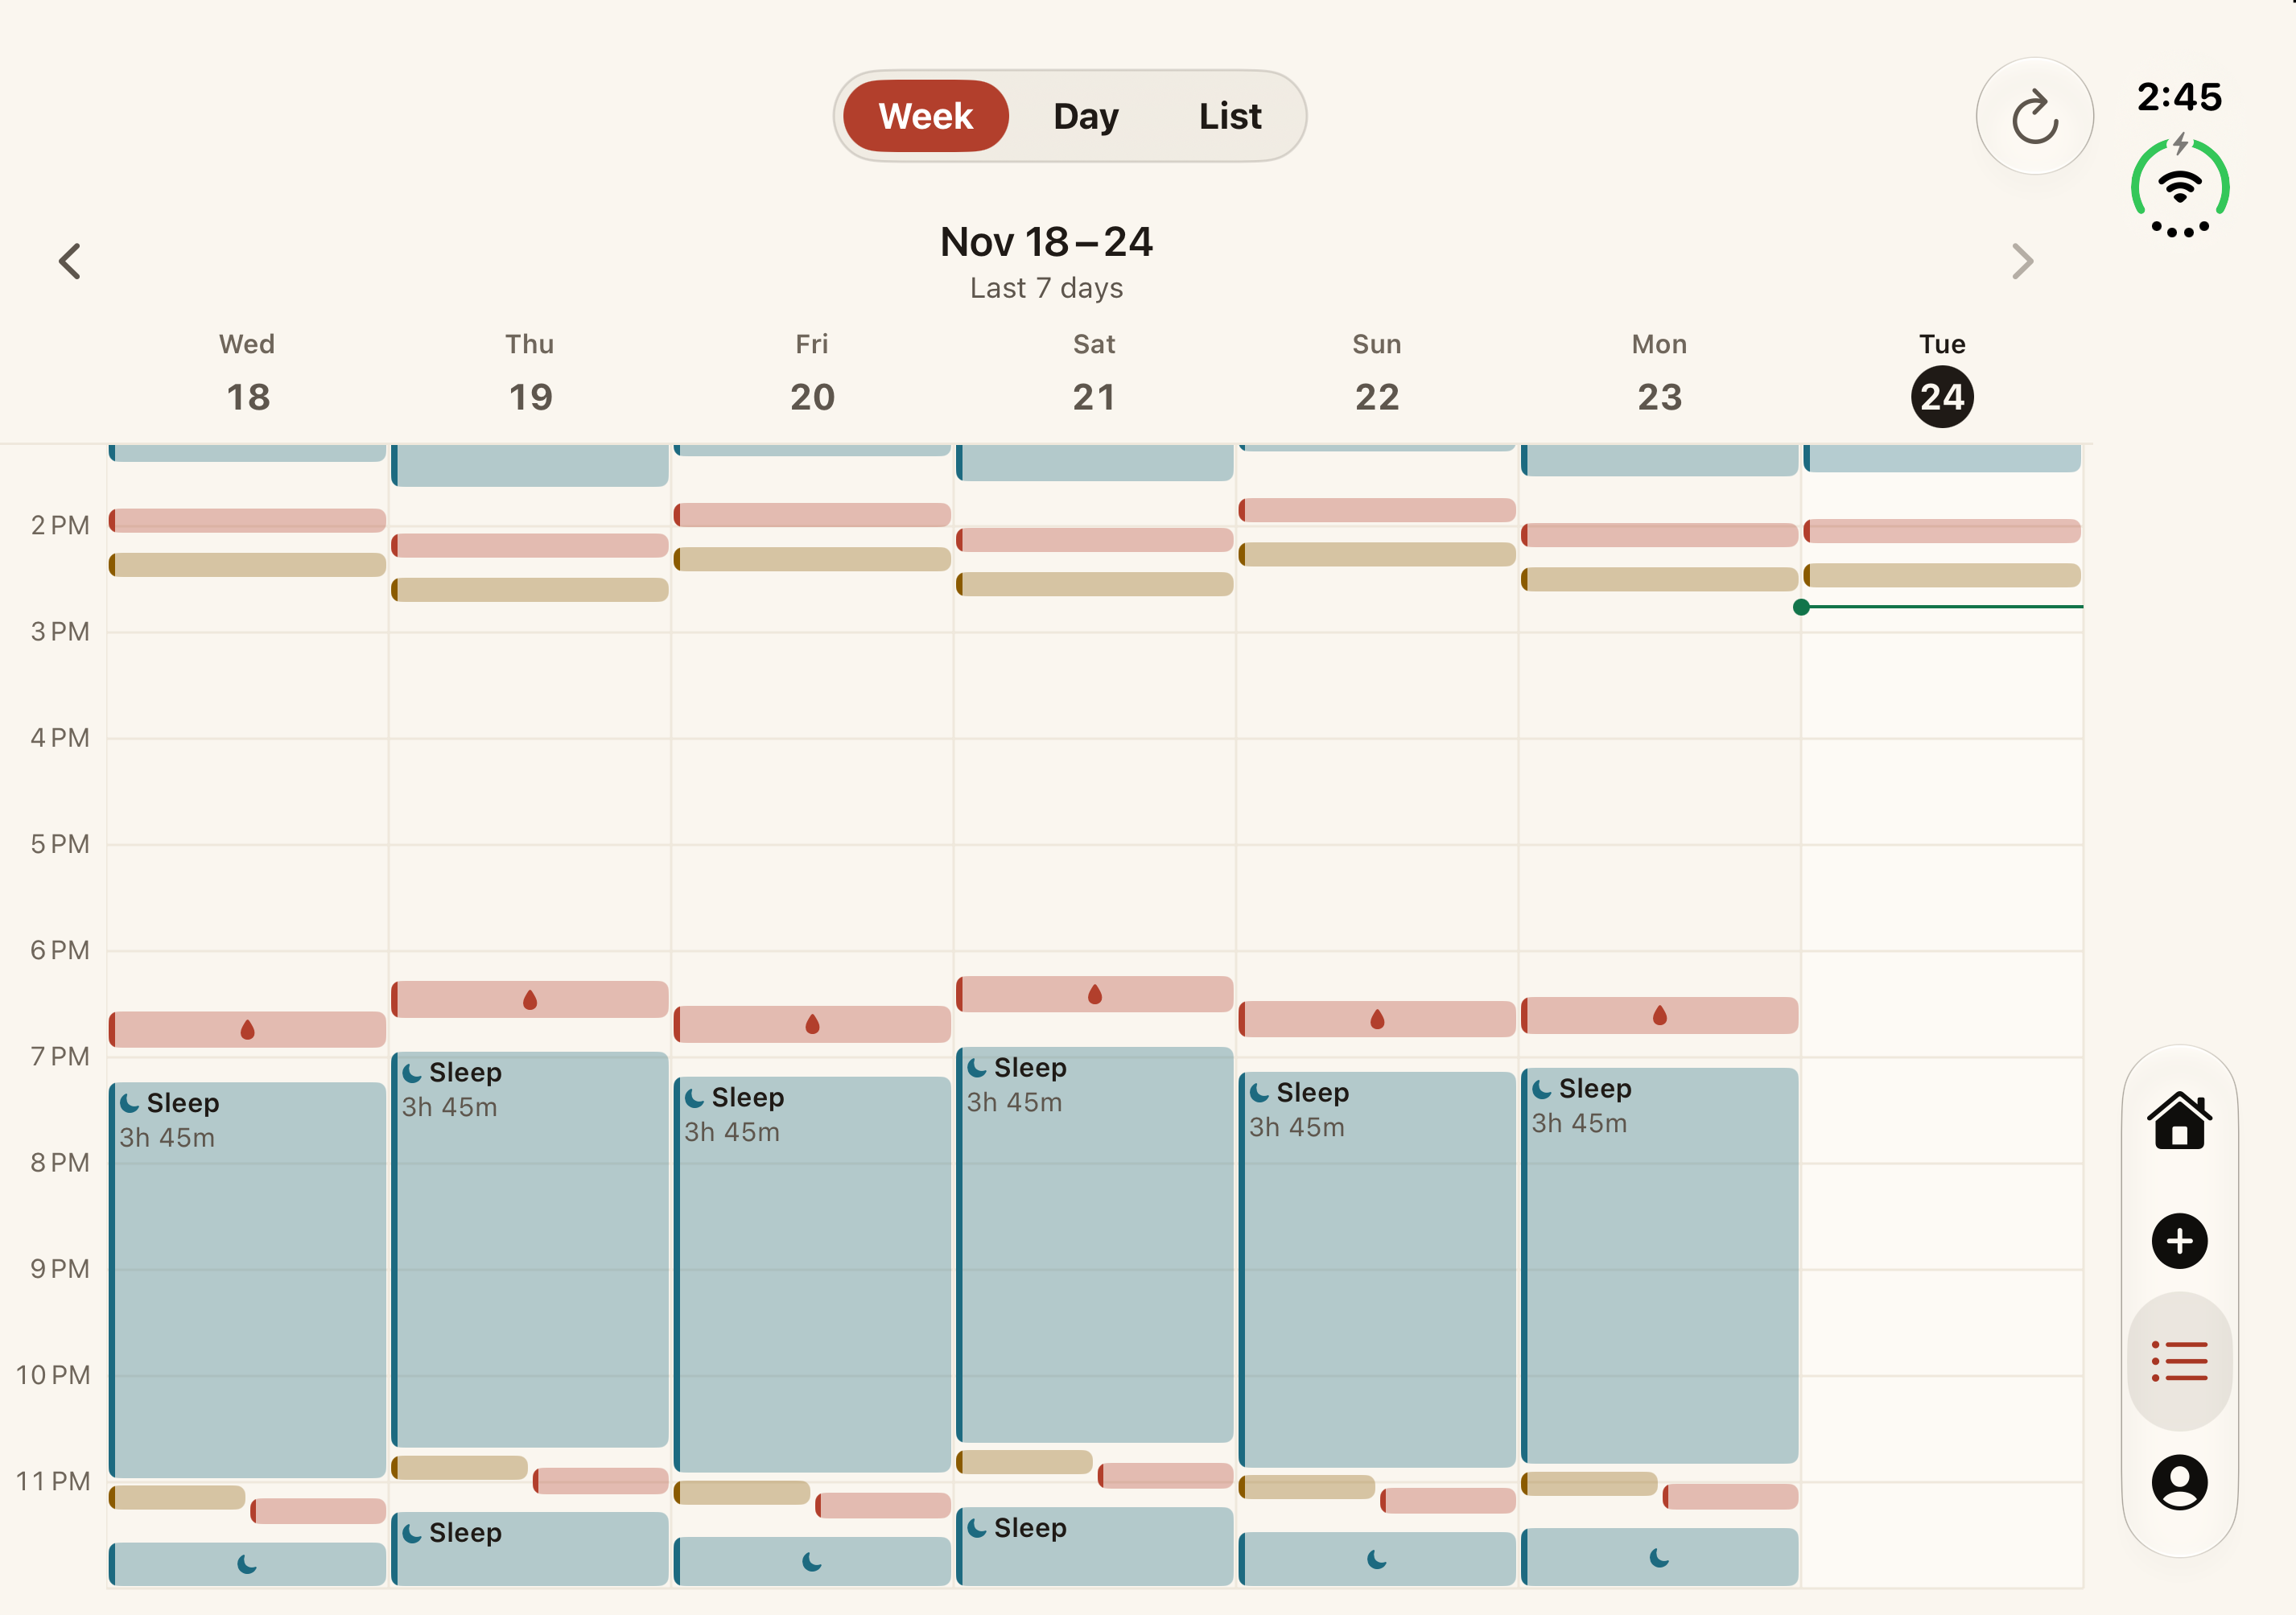 Week Day List
2:45
Nov 18–24
Last 7 days
Wed Thu Fri Sat Sun Mon Tue
18 19 20 21 22 23 24
2 PM
3 PM
4 PM
5 PM
6 PM
7 PM
Sleep
3h 45m
Sleep
3h 45m
Sleep
3h 45m
Sleep
3h 45m
Sleep
3h 45m
Sleep
3h 45m
8 PM
9 PM
10 PM
11 PM
Sleep
Sleep